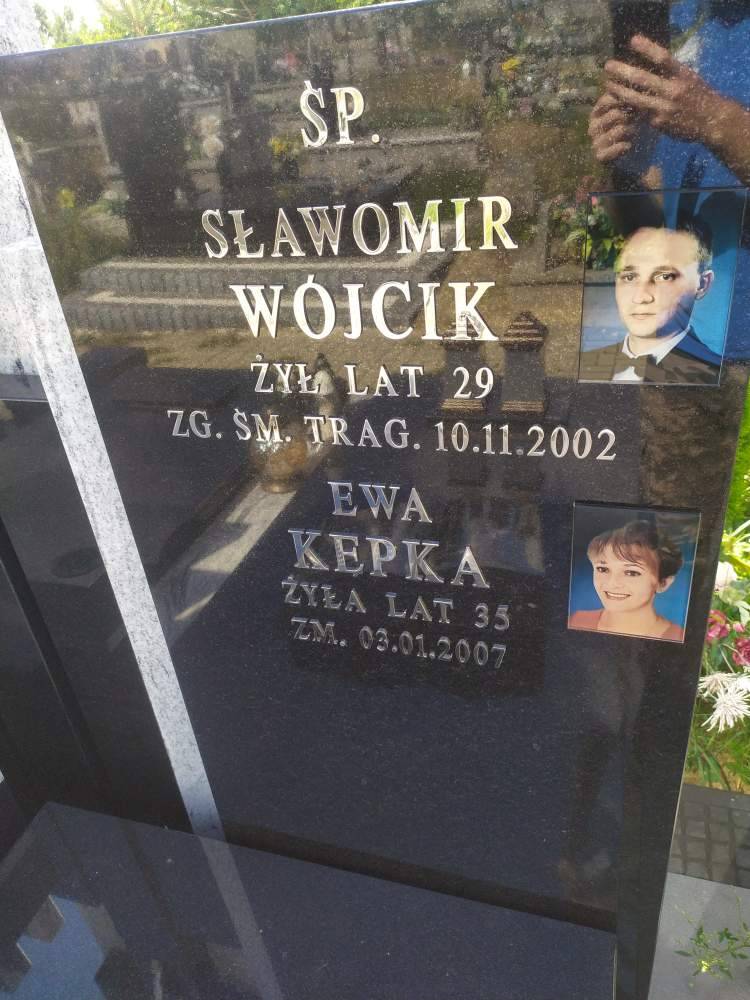 ŚP.
SŁAWOMIR
WÓJCIK
ŻYŁ LAT 29
ZG. ŚM. TRAG. 10.11.2002
EWA
KĘPKA
ŻYŁA LAT 35
ZM. 03.01.2007